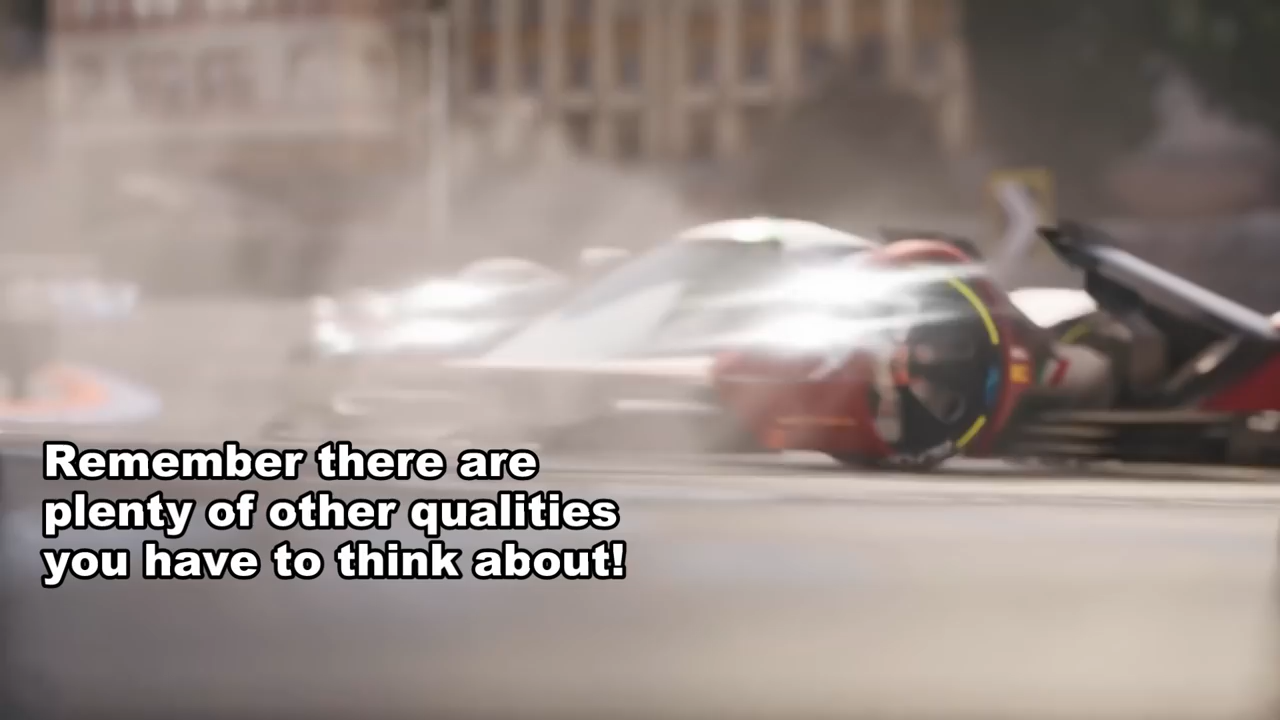 Remember there are
plenty of other qualities
you have to think about!